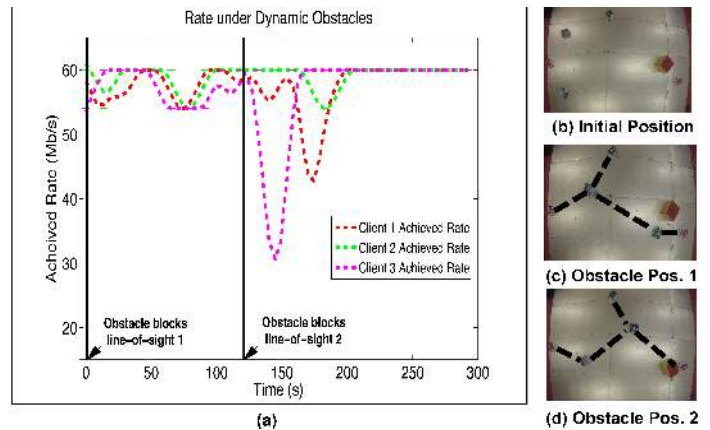 Rate under Dynamic Obstacles
Acheived Rate (Mb/s)
60
50
40
30
20
Client 1 Achieved Rate
Client 2 Achieved Rate
Client 3 Achieved Rate
Obstacle blocks
line-of-sight 1
Obstacle blocks
line-of-sight 2
0
50
100
150
200
250
300
Time (s)
(a)
(b) Initial Position
(c) Obstacle Pos. 1
(d) Obstacle Pos. 2